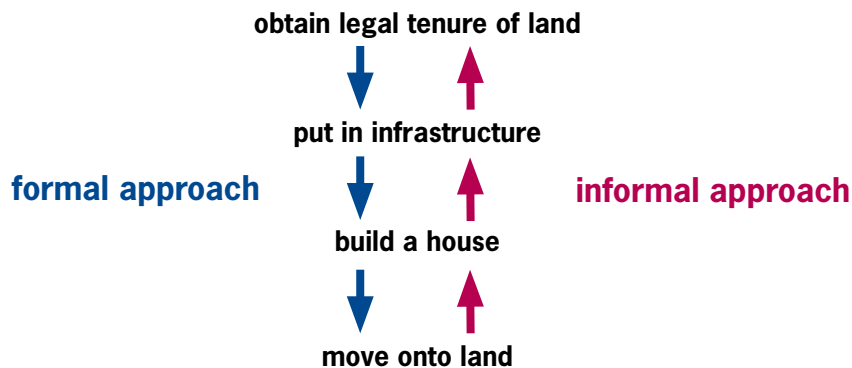 obtain legal tenure of land
put in infrastructure
formal approach
informal approach
build a house
move onto land